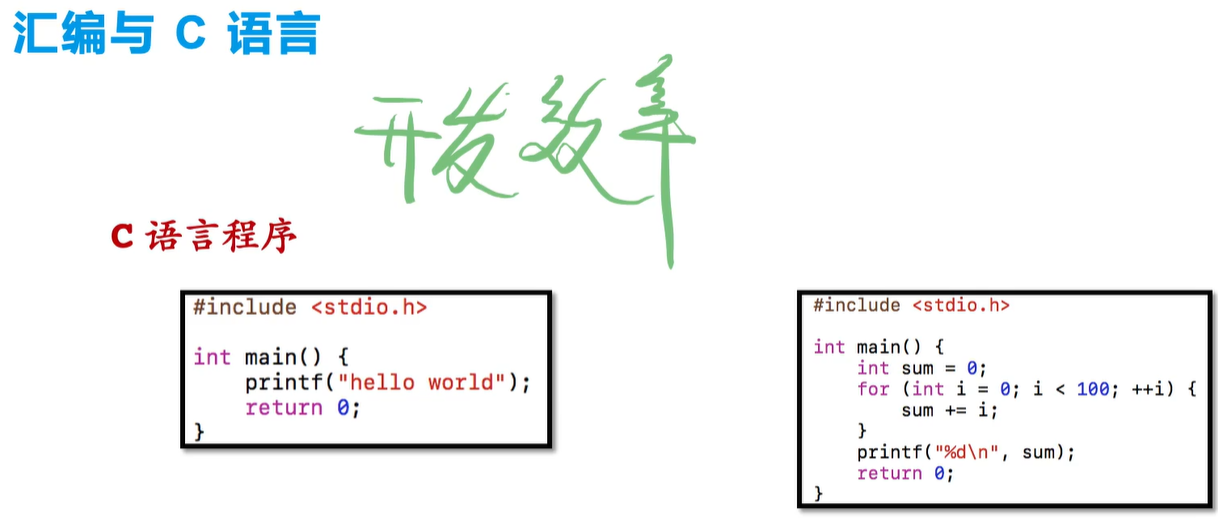 汇编与 C 语言
开发效率
C 语言程序
#include <stdio.h>

int main() {
    printf("hello world");
    return 0;
}
#include <stdio.h>

int main() {
    int sum = 0;
    for (int i = 0; i < 100; ++i) {
        sum += i;
    }
    printf("%d\n", sum);
    return 0;
}